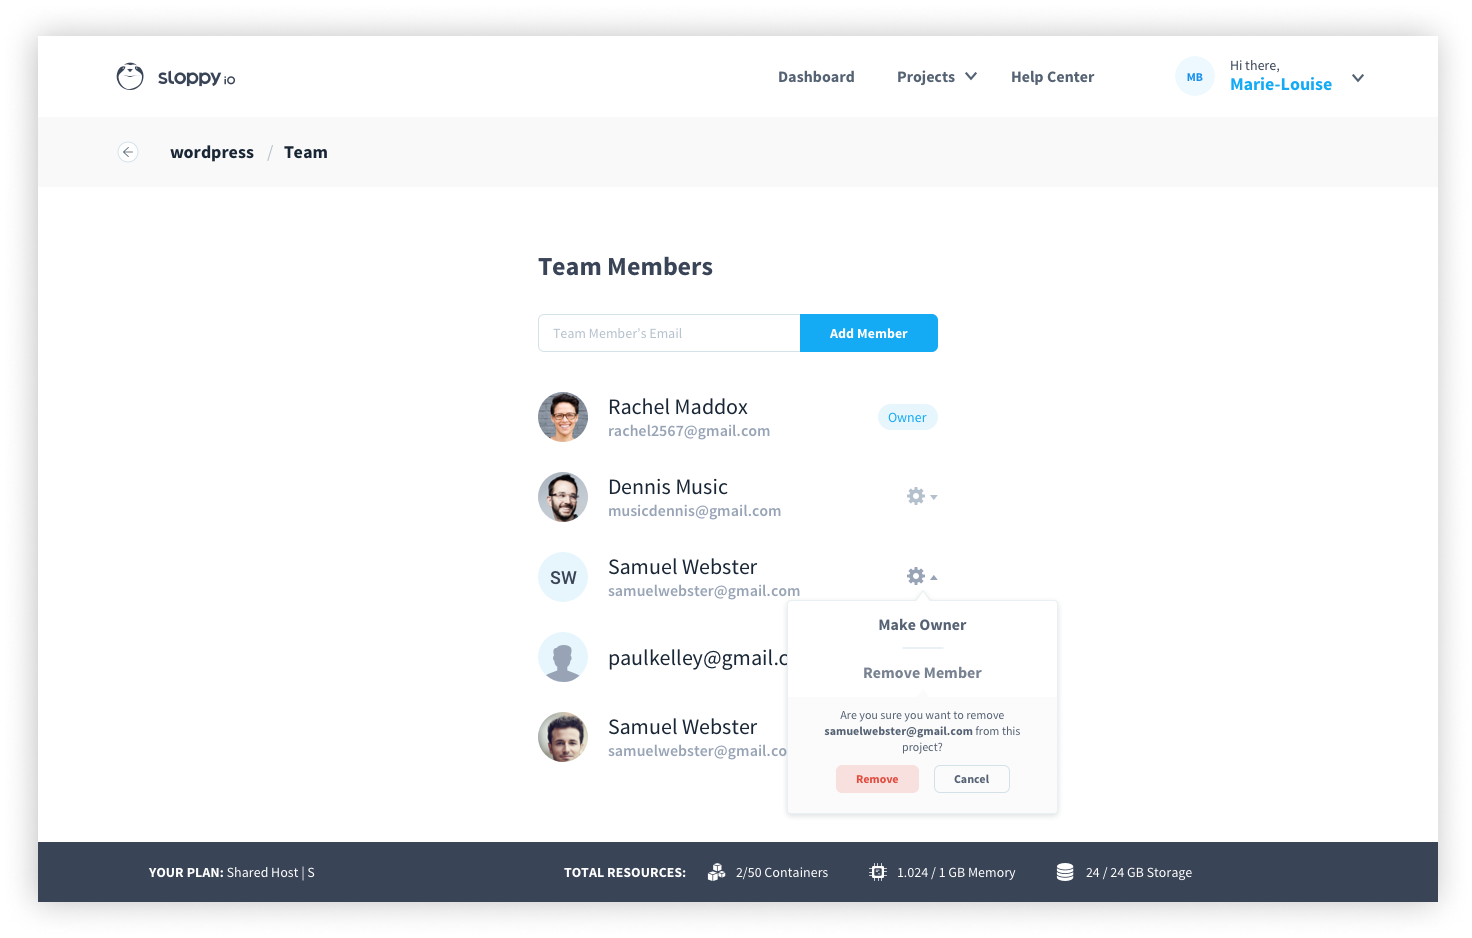 sloppy io
Dashboard
Projects
Help Center
MB
Hi there,
Marie-Louise
wordpress / Team
Team Members
Team Member's Email
Add Member
Rachel Maddox
rachel2567@gmail.com
Owner
Dennis Music
musicdennis@gmail.com
SW
Samuel Webster
samuelwebster@gmail.com
paulkelley@gmail.c
Samuel Webster
samuelwebster@gmail.co
Make Owner
Remove Member
Are you sure you want to remove
samuelwebster@gmail.com from this
project?
Remove
Cancel
YOUR PLAN: Shared Host | S
TOTAL RESOURCES:
2/50 Containers
1.024 / 1 GB Memory
24 / 24 GB Storage